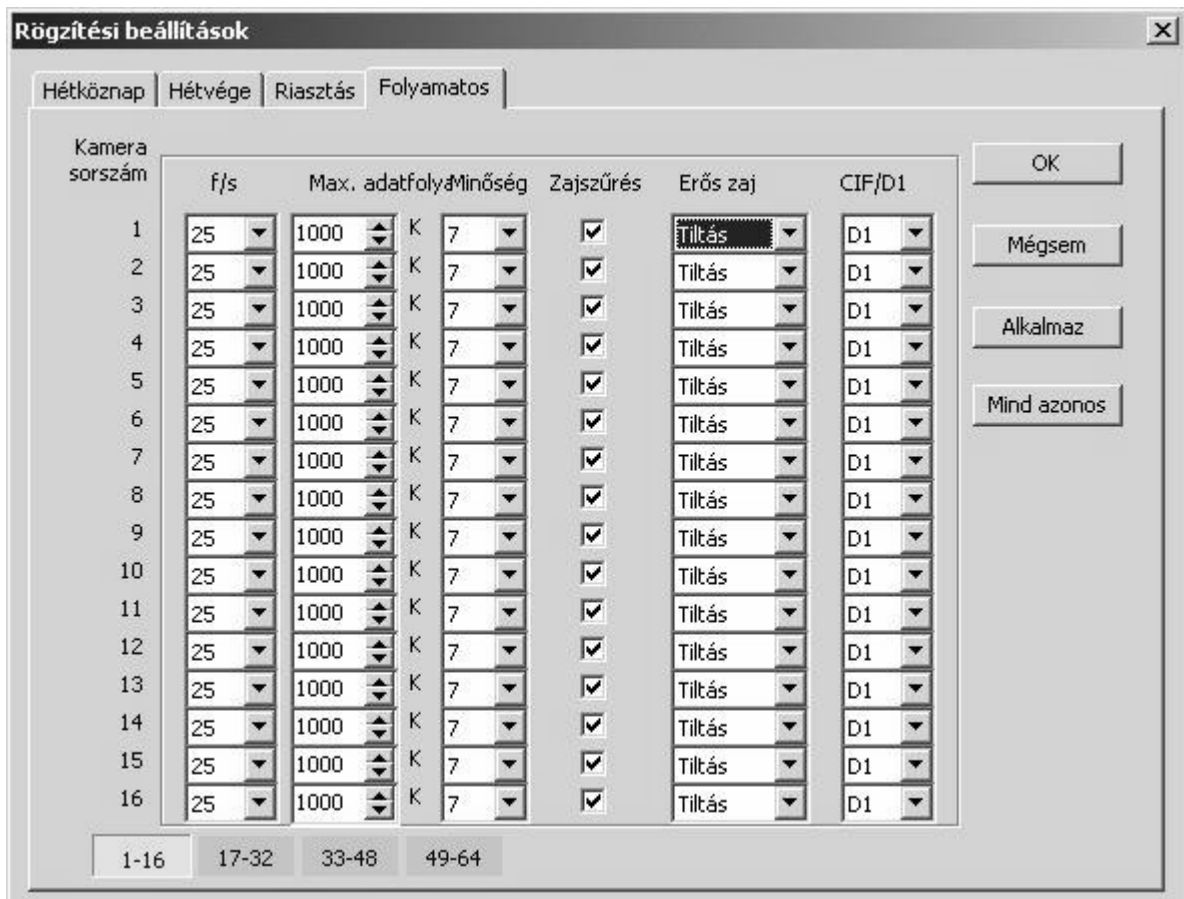 Rögzítési beállítások
Hétköznap Hétvége Riasztás Folyamatos
Kamera sorszám f/s Max. adatfolya Minőség Zajszűrés Erős zaj CIF/D1
1 25 1000 K 7 Tiltás D1
2 25 1000 K 7 Tiltás D1
3 25 1000 K 7 Tiltás D1
4 25 1000 K 7 Tiltás D1
5 25 1000 K 7 Tiltás D1
6 25 1000 K 7 Tiltás D1
7 25 1000 K 7 Tiltás D1
8 25 1000 K 7 Tiltás D1
9 25 1000 K 7 Tiltás D1
10 25 1000 K 7 Tiltás D1
11 25 1000 K 7 Tiltás D1
12 25 1000 K 7 Tiltás D1
13 25 1000 K 7 Tiltás D1
14 25 1000 K 7 Tiltás D1
15 25 1000 K 7 Tiltás D1
16 25 1000 K 7 Tiltás D1
1-16 17-32 33-48 49-64
OK
Mégsem
Alkalmaz
Mind azonos